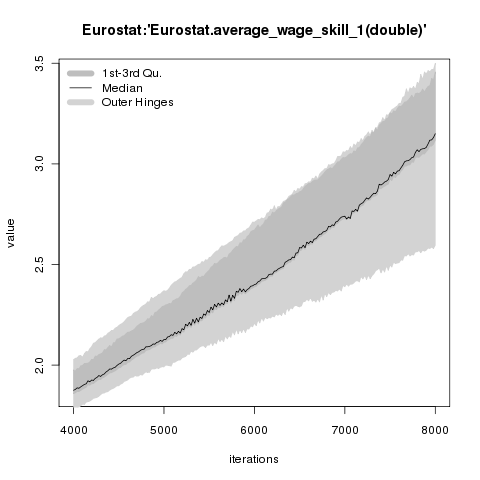 Eurostat:'Eurostat.average_wage_skill_1(double)'
1st-3rd Qu.
Median
Outer Hinges
3.5
3.0
2.5
2.0
value
4000 5000 6000 7000 8000
iterations